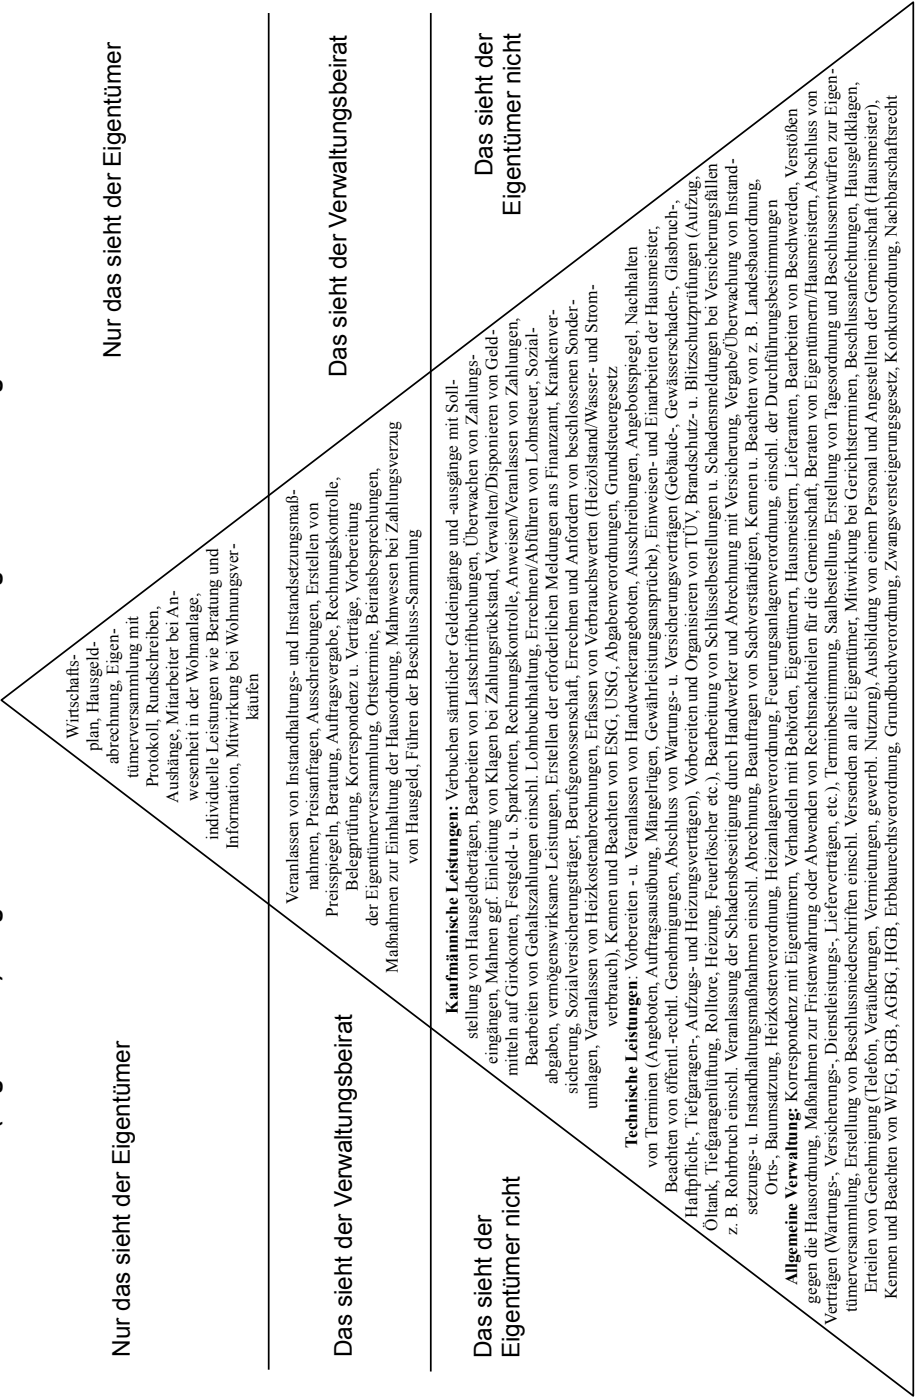 Nur das sieht der Eigentümer
Nur das sieht der Eigentümer
Wirtschafts-
plan, Hausgeld-
abrechnung, Eigen-
tümerversammlung mit
Protokoll, Rundschreiben,
Aushänge, Mitarbeiter bei An-
wesenheit in der Wohnanlage,
individuelle Leistungen wie Beratung und
Information, Mitwirkung bei Wohnungsver-
käufen
Das sieht der Verwaltungsbeirat
Das sieht der Verwaltungsbeirat
Veranlassen von Instandhaltungs- und Instandsetzungsmaß-
nahmen, Preisanfragen, Ausschreibungen, Erstellen von
Preisspiegeln, Beratung, Auftragsvergabe, Rechnungskontrolle,
Belegprüfung, Korrespondenz u. Verträge, Vorbereitung
der Eigentümerversammlung, Ortstermine, Beiratsbesprechungen,
Maßnahmen zur Einhaltung der Hausordnung, Mahnwesen bei Zahlungsverzug
von Hausgeld, Führen der Beschluss-Sammlung
Das sieht der
Eigentümer nicht
Das sieht der
Eigentümer nicht
Kaufmännische Leistungen: Verbuchen sämtlicher Geldeingänge und -ausgänge mit Soll-
stellung von Hausgeldbeträgen, Bearbeiten von Lastschriftbuchungen, Überwachen von Zahlungs-
eingängen, Mahnen ggf. Einleitung von Klagen bei Zahlungsrückstand, Verwalten/Disponieren von Geld-
mitteln auf Girokonten, Festgeld- u. Sparkonten, Rechnungskontrolle, Anweisen/Veranlassen von Zahlungen,
Bearbeiten von Gehaltszahlungen einschl. Lohnbuchhaltung, Errechnen/Abführen von Lohnsteuer, Sozial-
abgaben, vermögenswirksame Leistungen, Erstellen der erforderlichen Meldungen ans Finanzamt, Krankenver-
sicherung, Sozialversicherungsträger, Berufsgenossenschaft, Errechnen und Anfordern von beschlossenen Sonder-
umlagen, Veranlassen von Heizkostenabrechnungen, Erfassen von Verbrauchswerten (Heizölstand/Wasser- und Strom-
verbrauch), Kennen und Beachten von EStG, UStG, Abgabenverordnungen, Grundsteuergesetz
Technische Leistungen: Vorbereiten - u. Veranlassen von Handwerkerangeboten, Ausschreibungen, Angebotsspiegel, Nachhalten
von Terminen (Angeboten, Auftragsausübung, Mängelrügen, Gewährleistungsansprüche), Einweisen- und Einarbeiten der Hausmeister,
Beachten von öffentl.-rechtl. Genehmigungen, Abschluss von Wartungs- u. Versicherungsverträgen (Gebäude-, Gewässerschaden-, Glasbruch-,
Haftpflicht-, Tiefgaragen-, Aufzugs- und Heizungsverträgen), Vorbereiten und Organisieren von TÜV, Brandschutz- u. Blitzschutzprüfungen (Aufzug,
Öltank, Tiefgaragenlüftung, Rolltore, Heizung, Feuerlöscher etc.), Bearbeitung von Schlüsselbestellungen u. Schadensmeldungen bei Versicherungsfällen
z. B. Rohrbruch einschl. Veranlassung der Schadensbeseitigung durch Handwerker und Abrechnung mit Versicherung, Vergabe/Überwachung von Instand-
setzungs- u. Instandhaltungsmaßnahmen einschl. Abrechnung, Beauftragen von Sachverständigen, Kennen u. Beachten von z. B. Landesbauordnung,
Orts-, Baumsatzung, Heizkostenverordnung, Heizanlagenverordnung, Feuerungsanlagenverordnung, einschl. der Durchführungsbestimmungen
Allgemeine Verwaltung: Korrespondenz mit Eigentümern, Verhandeln mit Behörden, Eigentümern, Hausmeistern, Lieferanten, Bearbeiten von Beschwerden, Verstößen
gegen die Hausordnung, Maßnahmen zur Fristenwahrung oder Abwenden von Rechtsnachteilen für die Gemeinschaft, Beraten von Eigentümern/Hausmeistern, Abschluss von
Verträgen (Wartungs-, Versicherungs-, Dienstleistungs-, Lieferverträgen, etc.), Terminbestimmung, Saalbestellung, Erstellung von Tagesordnung und Beschlussentwürfen zur Eigen-
tümerversammlung, Erstellung von Beschlussniederschriften einschl. Versenden an alle Eigentümer, Mitwirkung bei Gerichtsterminen, Beschlussanfechtungen, Hausgeldklagen,
Erteilen von Genehmigung (Telefon, Veräußerungen, Vermietungen, gewerbl. Nutzung), Ausbildung von einem Personal und Angestellten der Gemeinschaft (Hausmeister),
Kennen und Beachten von WEG, BGB, AGBG, HGB, Erbbaurechtsverordnung, Grundbuchverordnung, Zwangsversteigerungsgesetz, Konkursordnung, Nachbarschaftsrecht